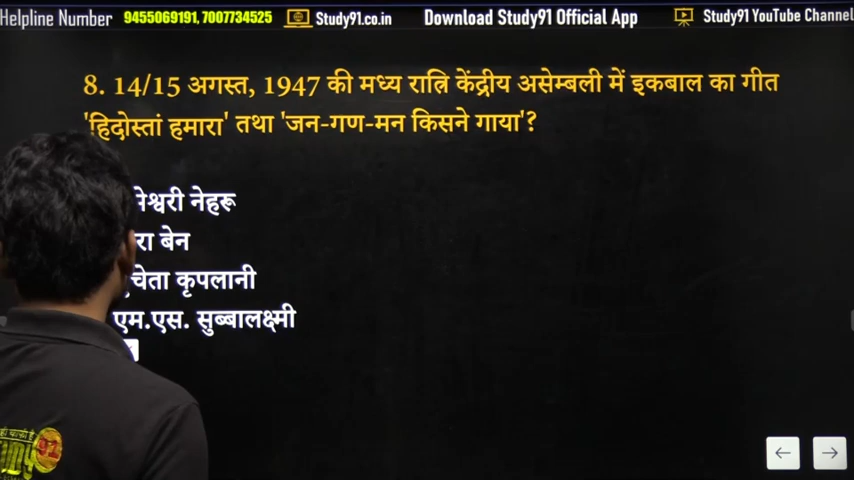 Helpline Number 9455069191, 7007734525 Study91.co.in Download Study91 Official App Study91 YouTube Channel
8. 14/15 अगस्त, 1947 की मध्य रात्रि केंद्रीय असेम्बली में इकबाल का गीत
'हिदोस्तां हमारा' तथा 'जन-गण-मन किसने गाया'?
नेहरू
बेन
कृपलानी
एम.एस. सुब्बालक्ष्मी